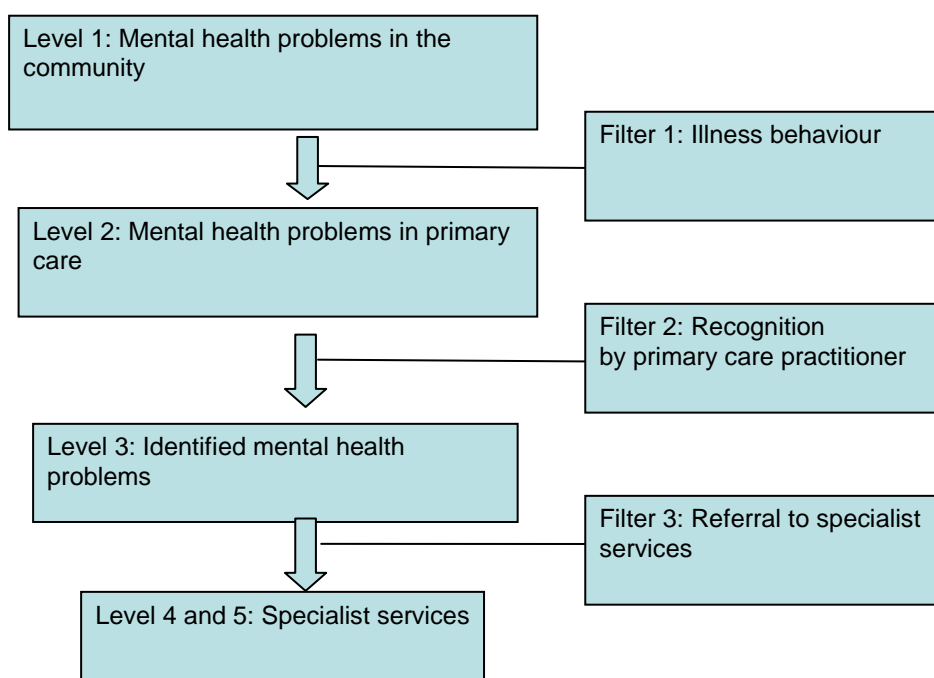 Level 1: Mental health problems in the
community
Filter 1: Illness behaviour
Level 2: Mental health problems in primary
care
Filter 2: Recognition
by primary care practitioner
Level 3: Identified mental health
problems
Filter 3: Referral to specialist
services
Level 4 and 5: Specialist services